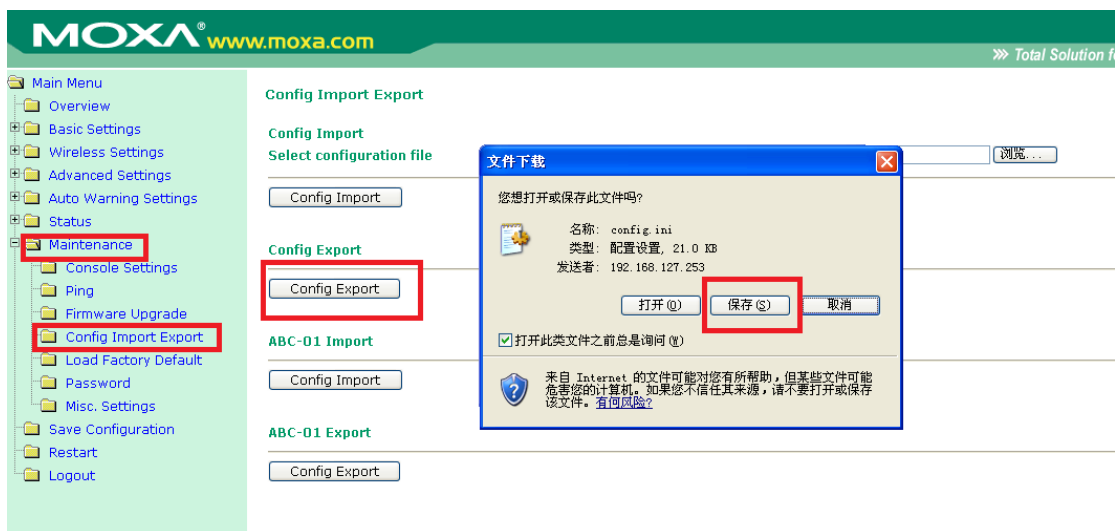 MOXA® www.moxa.com
Total Solution f
Main Menu
Overview
Basic Settings
Wireless Settings
Advanced Settings
Auto Warning Settings
Status
Maintenance
Console Settings
Ping
Firmware Upgrade
Config Import Export
Load Factory Default
Password
Misc. Settings
Save Configuration
Restart
Logout
Config Import Export
Config Import
Select configuration file
浏览...
Config Import
Config Export
Config Export
ABC-01 Import
Config Import
ABC-01 Export
Config Export
文件下载
您想打开或保存此文件吗?
名称: config.ini
类型: 配置设置, 21.0 KB
发送者: 192.168.127.253
打开(O) 保存(S) 取消
打开此类文件之前总是询问(W)
来自 Internet 的文件可能对您有所帮助，但某些文件可能
危害您的计算机。如果您不信任其来源，请不要打开或保存
该文件。有何风险?